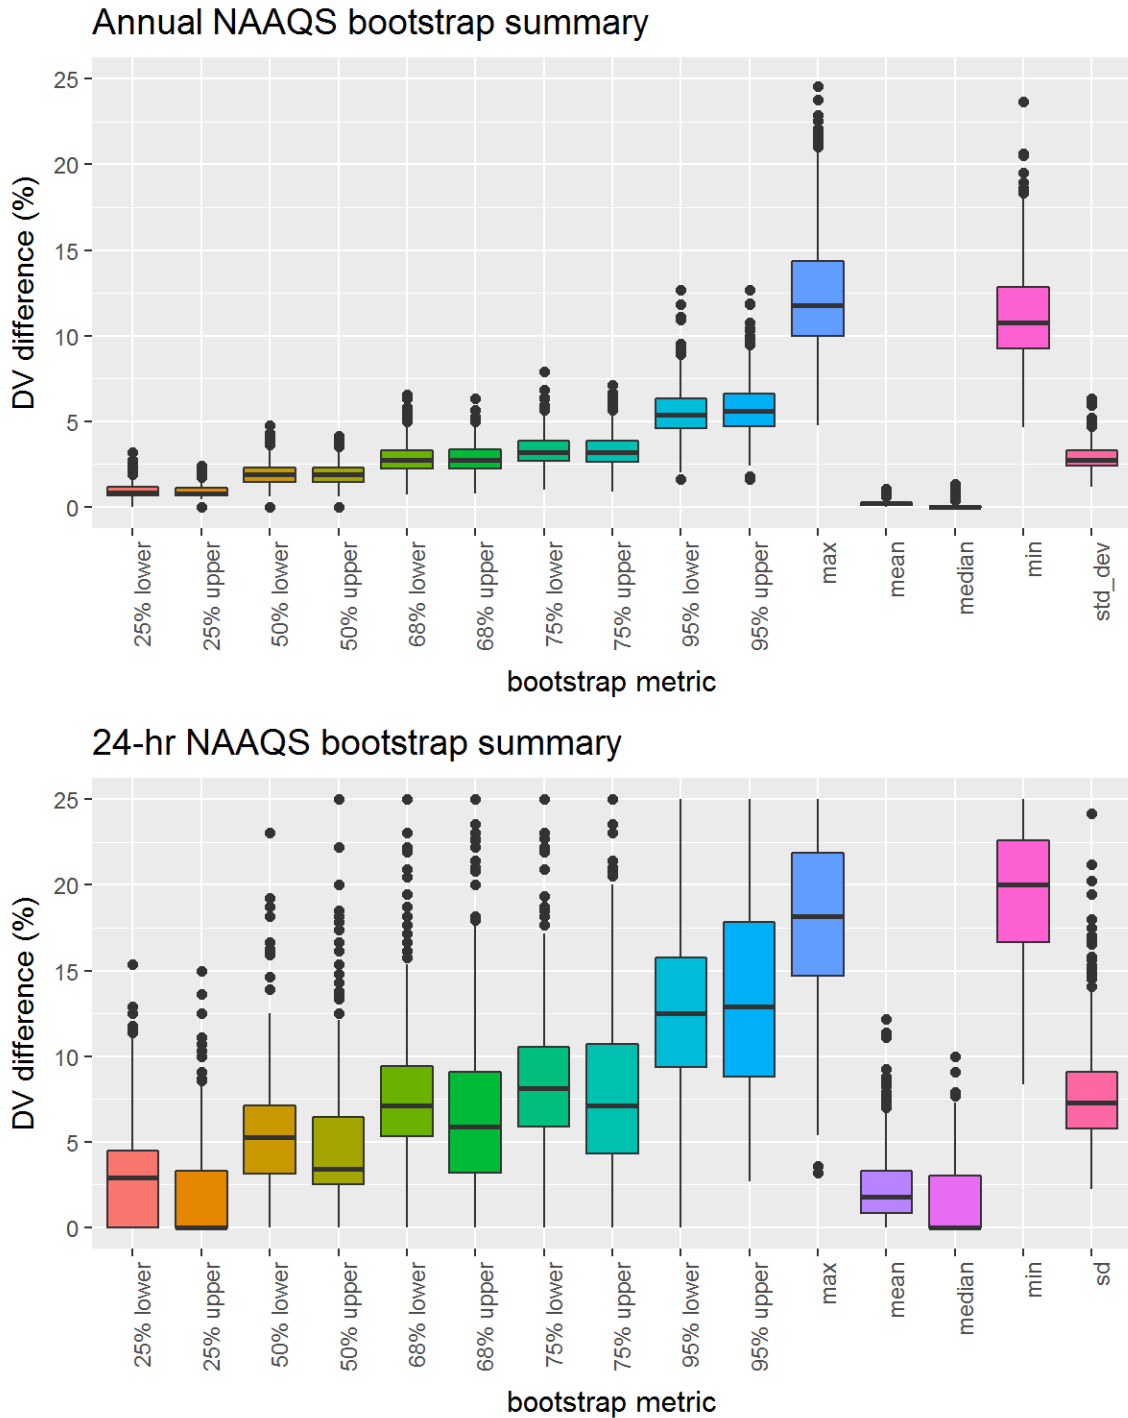 Annual NAAQS bootstrap summary
DV difference (%)
25
20
15
10
5
0
25% lower
25% upper
50% lower
50% upper
68% lower
68% upper
75% lower
75% upper
95% lower
95% upper
max
mean
median
min
std_dev
bootstrap metric
24-hr NAAQS bootstrap summary
DV difference (%)
25
20
15
10
5
0
25% lower
25% upper
50% lower
50% upper
68% lower
68% upper
75% lower
75% upper
95% lower
95% upper
max
mean
median
min
sd
bootstrap metric